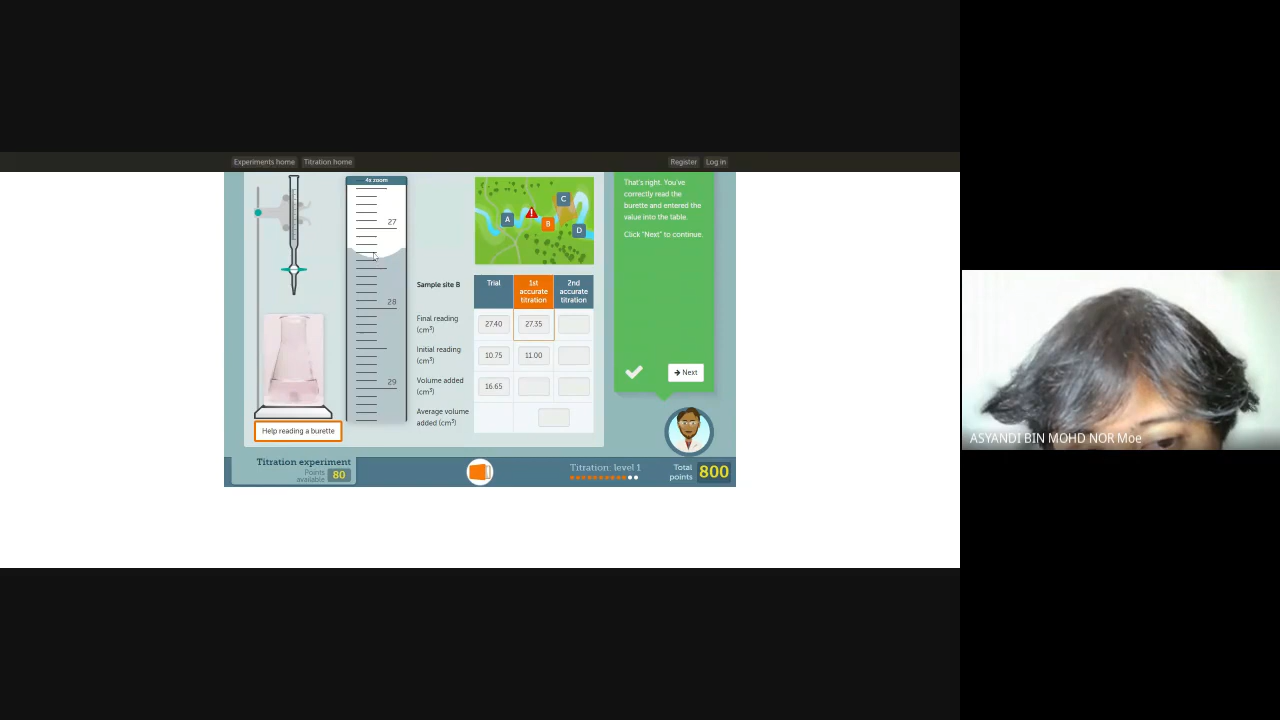 Experiments home
Titration home
Register
Log in
4x zoom
27
28
29
A
B
C
D
That's right. You've
correctly read the
burette and entered the
value into the table.
Click "Next" to continue.
Next
Sample site B
Trial
1st
accurate
titration
2nd
accurate
titration
Final reading
(cm³)
27.40
27.35
Initial reading
(cm³)
10.75
11.00
Volume added
(cm³)
16.65
Average volume
added (cm³)
Help reading a burette
Titration experiment
Points
available
80
Titration: level 1
Total
points
800
ASYANDI BIN MOHD NOR Moe